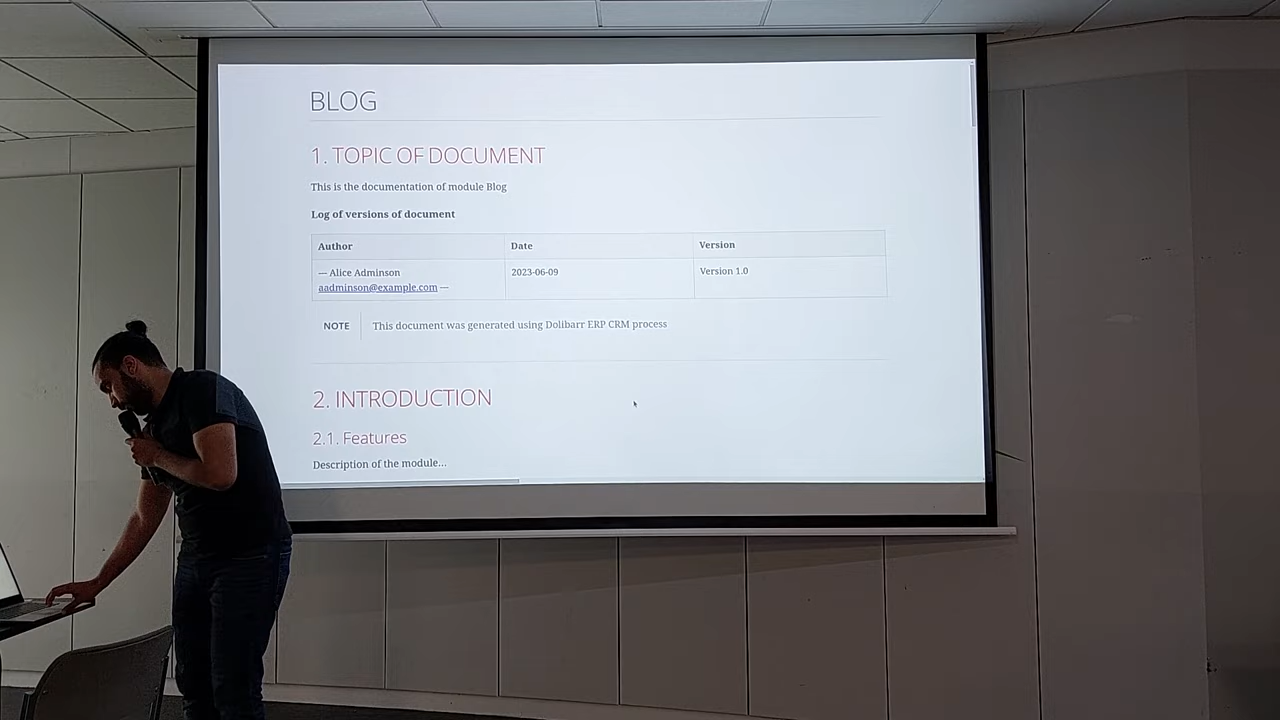 BLOG
1. TOPIC OF DOCUMENT
This is the documentation of module Blog
Log of versions of document
Author Date Version
— Alice Adminson 2023-06-09 Version 1.0
aadminson@example.com —
NOTE This document was generated using Dolibarr ERP CRM process
2. INTRODUCTION
2.1. Features
Description of the module...